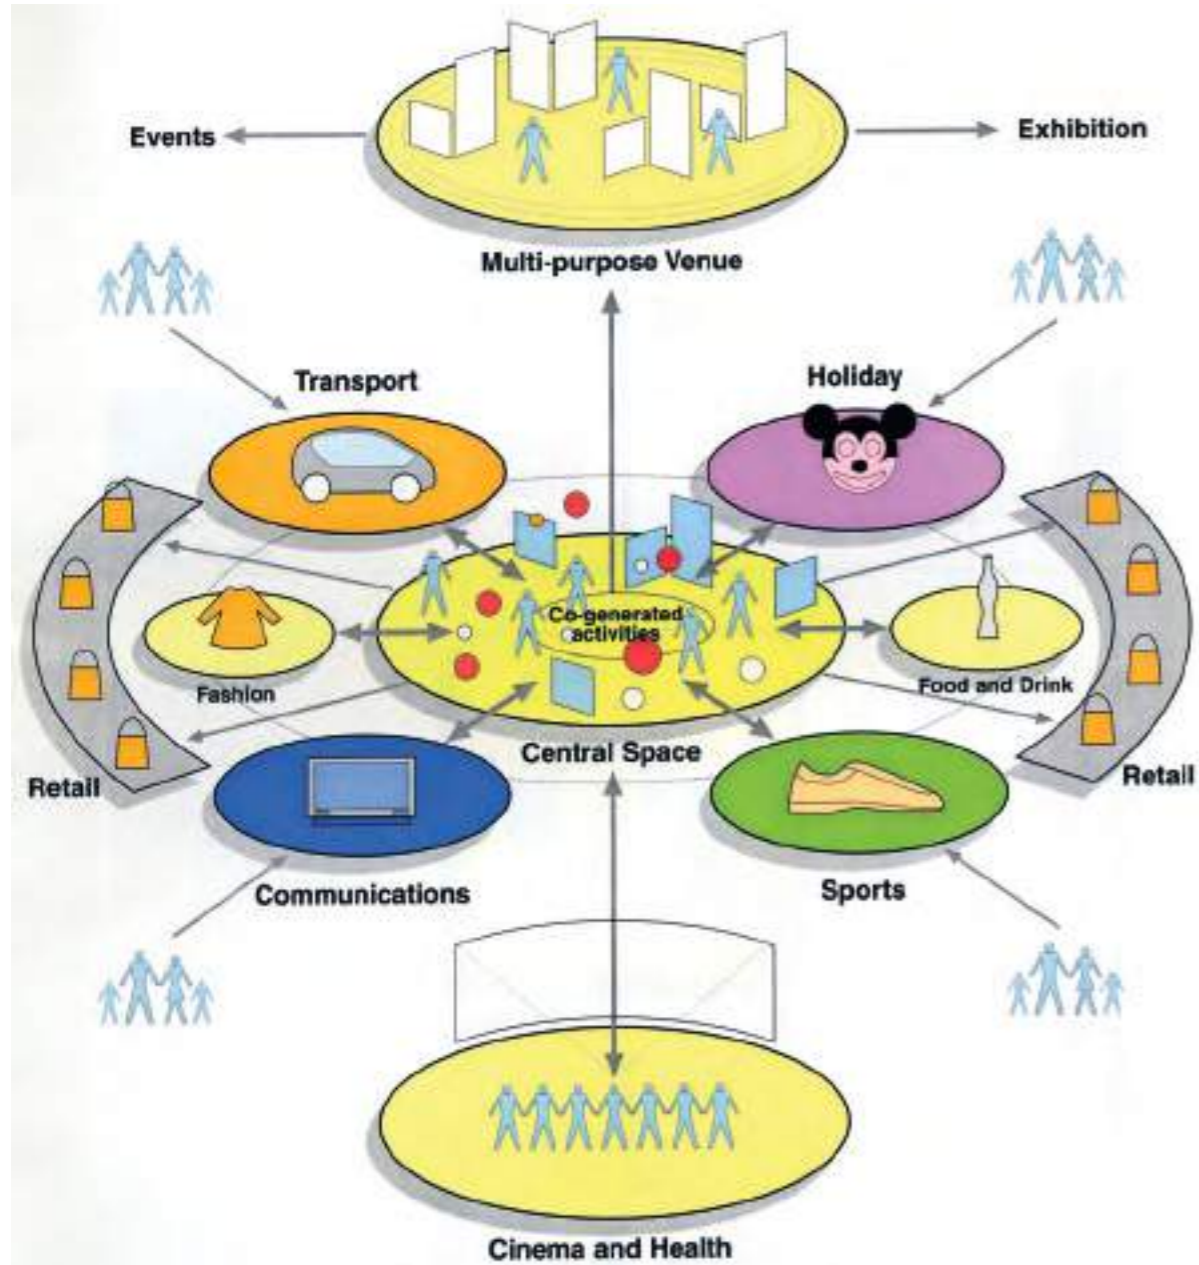 Events
Exhibition
Multi-purpose Venue
Transport
Holiday
Co-generated
activities
Fashion
Food and Drink
Central Space
Retail
Retail
Communications
Sports
Cinema and Health